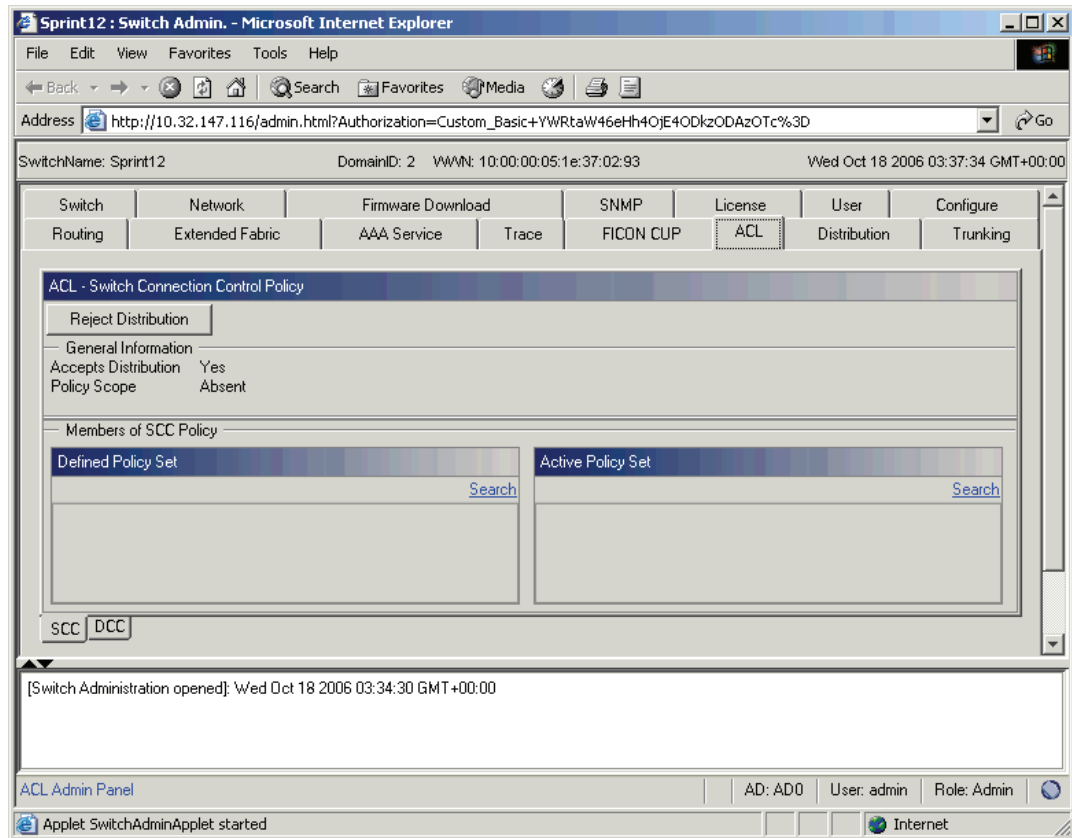 Sprint12 : Switch Admin. - Microsoft Internet Explorer
File Edit View Favorites Tools Help
Back Search Favorites Media
Address http://10.32.147.116/admin.html?Authorization=Custom_Basic+YWRtaW46eHh4OjE4ODkzODAzOTc%3D Go
SwitchName: Sprint12 DomainID: 2 WWN: 10:00:00:05:1e:37:02:93 Wed Oct 18 2006 03:37:34 GMT+00:00
Switch Network Firmware Download SNMP License User Configure
Routing Extended Fabric AAA Service Trace FICON CUP ACL Distribution Trunking
ACL - Switch Connection Control Policy
Reject Distribution
General Information
Accepts Distribution Yes
Policy Scope Absent
Members of SCC Policy
Defined Policy Set Active Policy Set
Search Search
SCC DCC
[Switch Administration opened]: Wed Oct 18 2006 03:34:30 GMT+00:00
ACL Admin Panel AD: AD0 User: admin Role: Admin
Applet SwitchAdminApplet started Internet